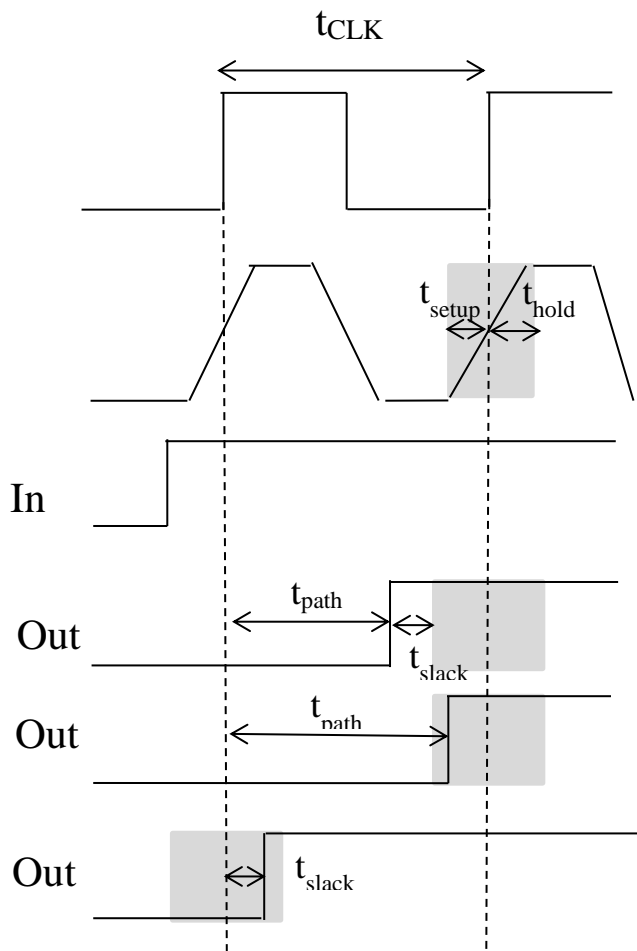 tCLK
tsetup
thold
In
tpath
Out
tslack
tpath
Out
Out
tslack